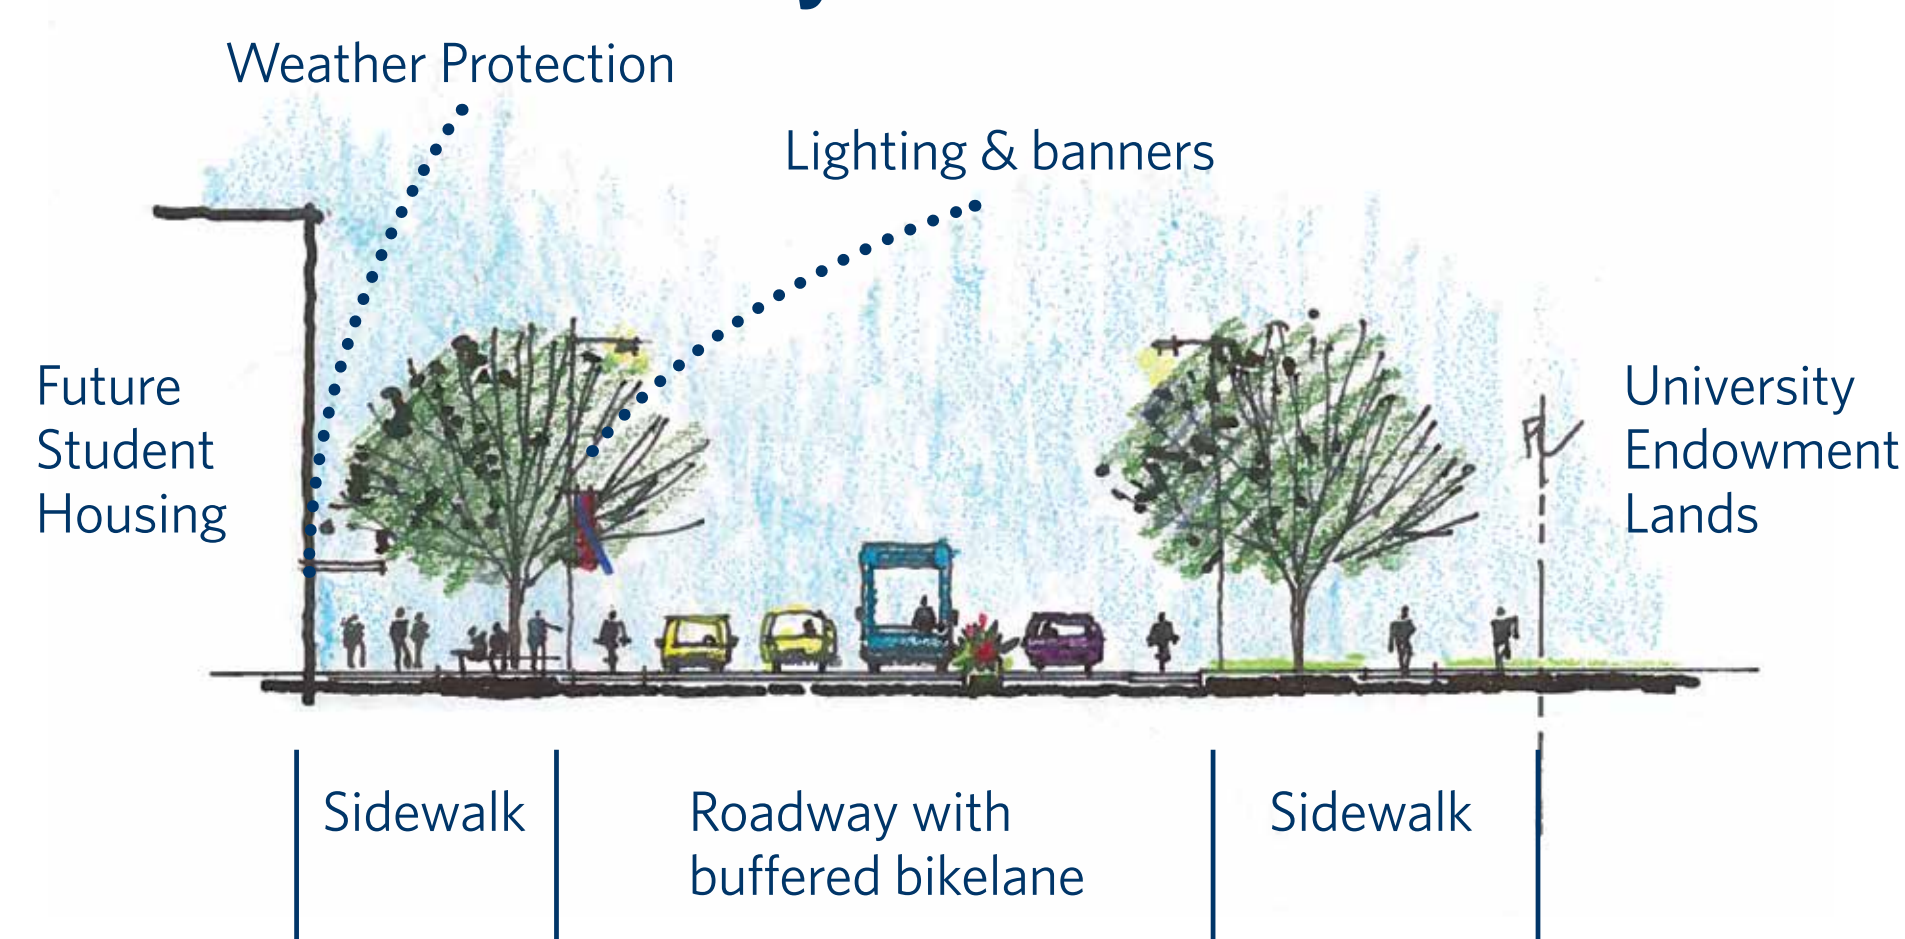 Weather Protection
Lighting & banners
Future
Student
Housing
University
Endowment
Lands
Sidewalk
Roadway with
buffered bikelane
Sidewalk